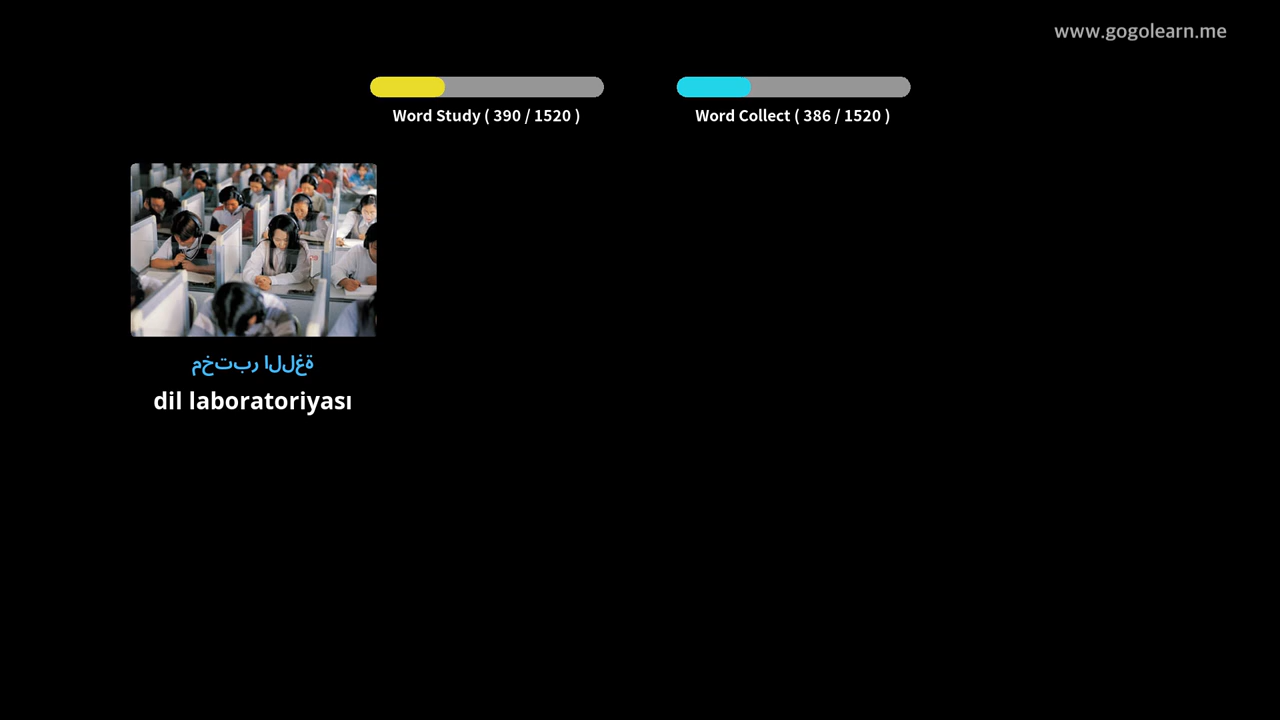 www.gogolearn.me
Word Study ( 390 / 1520 )
Word Collect ( 386 / 1520 )
مختبر اللغة
dil laboratoriyası